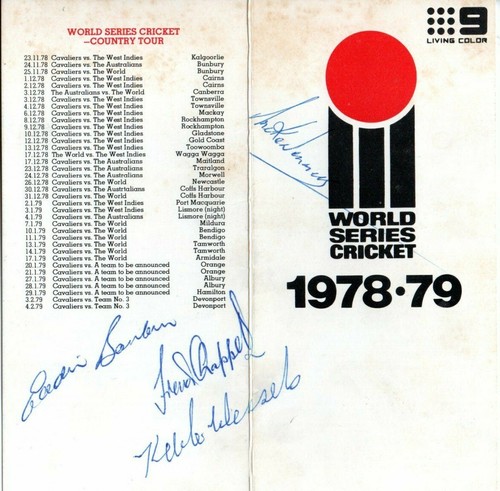 WORLD SERIES CRICKET
—COUNTRY TOUR
23.11.78 Cavaliers vs. The West Indies Kalgoorlie
24.11.78 Cavaliers vs. The Australians Bunbury
25.11.78 Cavaliers vs. The World Bunbury
1.12.78 Cavaliers vs. The West Indies Cairns
2.12.78 Cavaliers vs. The West Indies Cairns
3.12.78 The Australians vs. The World Canberra
3.12.78 Cavaliers vs. The West Indies Townsville
4.12.78 Cavaliers vs. The West Indies Townsville
6.12.78 Cavaliers vs. The West Indies Mackay
8.12.78 Cavaliers vs. The West Indies Rockhampton
9.12.78 Cavaliers vs. The West Indies Rockhampton
10.12.78 Cavaliers vs. The West Indies Gladstone
12.12.78 Cavaliers vs. The West Indies Gold Coast
13.12.78 Cavaliers vs. The West Indies Toowoomba
17.12.78 The World vs. The West Indies Wagga Wagga
17.12.78 Cavaliers vs. The Australians Maitland
23.12.78 Cavaliers vs. The Australians Traralgon
24.12.78 Cavaliers vs. The Australians Morwell
26.12.78 Cavaliers vs. The World Newcastle
30.12.78 Cavaliers vs. The Australians Coffs Harbour
31.12.78 Cavaliers vs. The World Coffs Harbour
2.1.79 Cavaliers vs. The West Indies Port Macquarie
3.1.79 Cavaliers vs. The West Indies Lismore (night)
4.1.79 Cavaliers vs. The Australians Lismore (night)
7.1.79 Cavaliers vs. The World Mildura
10.1.79 Cavaliers vs. The World Bendigo
11.1.79 Cavaliers vs. The World Bendigo
13.1.79 Cavaliers vs. The World Tamworth
14.1.79 Cavaliers vs. The World Tamworth
17.1.79 Cavaliers vs. The World Armidale
20.1.79 Cavaliers vs. A team to be announced Orange
21.1.79 Cavaliers vs. A team to be announced Orange
27.1.79 Cavaliers vs. A team to be announced Albury
28.1.79 Cavaliers vs. A team to be announced Albury
29.1.79 Cavaliers vs. A team to be announced Hamilton
3.2.79 Cavaliers vs. Team No. 3 Devonport
4.2.79 Cavaliers vs. Team No. 3 Devonport
Trevor Chappell
Kepler Wessels
9
LIVING COLOR
WORLD
SERIES
CRICKET
1978·79